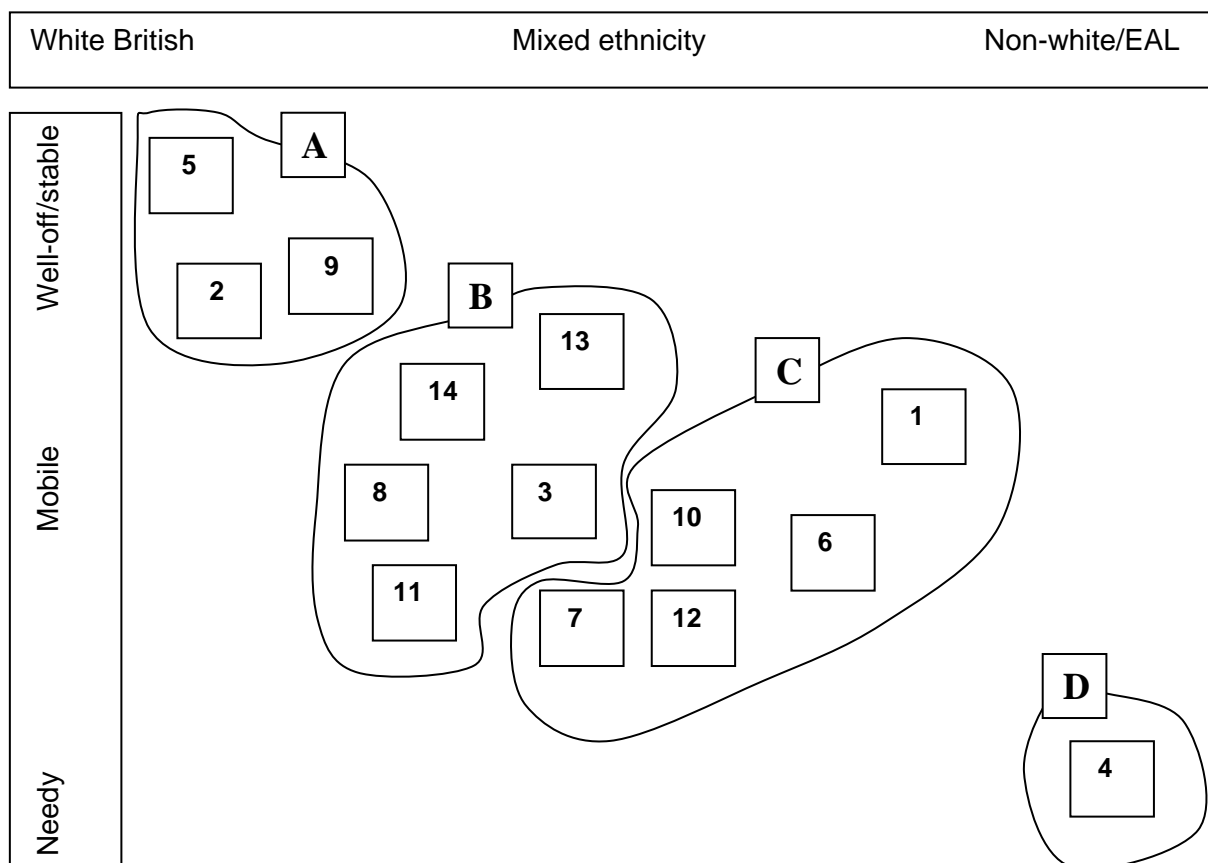 White British Mixed ethnicity Non-white/EAL
Well-off/stable
Mobile
Needy
A
5
9
2
B
13
14
8
3
11
C
1
10
6
7
12
D
4